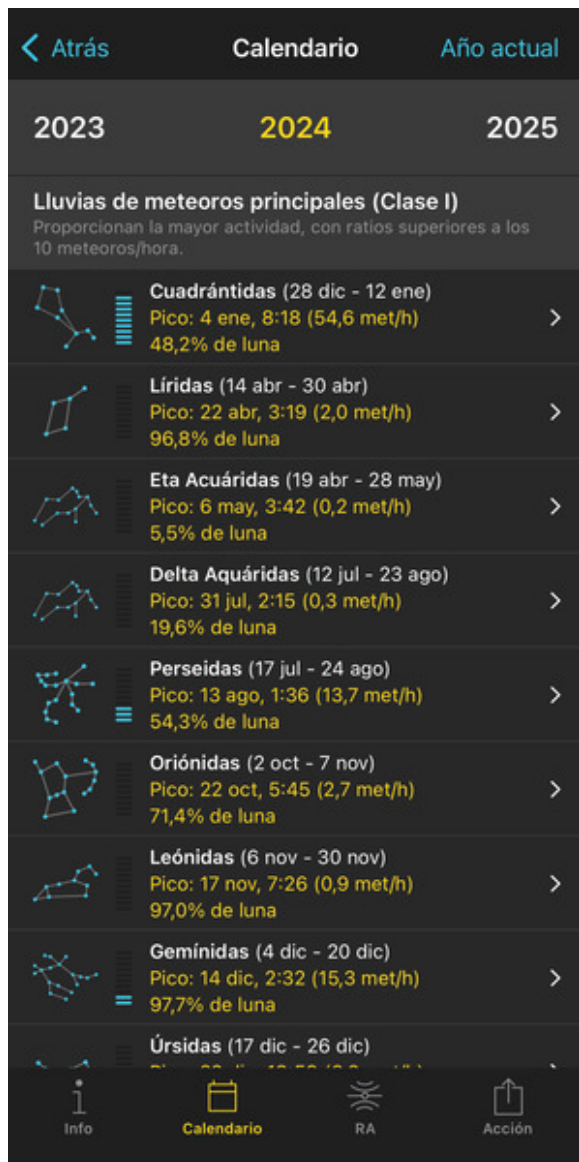 Atrás Calendario Año actual
2023 2024 2025
Lluvias de meteoros principales (Clase I)
Proporcionan la mayor actividad, con ratios superiores a los
10 meteoros/hora.
Cuadrántidas (28 dic - 12 ene)
Pico: 4 ene, 8:18 (54,6 met/h)
48,2% de luna
Líridas (14 abr - 30 abr)
Pico: 22 abr, 3:19 (2,0 met/h)
96,8% de luna
Eta Acuáridas (19 abr - 28 may)
Pico: 6 may, 3:42 (0,2 met/h)
5,5% de luna
Delta Aquáridas (12 jul - 23 ago)
Pico: 31 jul, 2:15 (0,3 met/h)
19,6% de luna
Perseidas (17 jul - 24 ago)
Pico: 13 ago, 1:36 (13,7 met/h)
54,3% de luna
Oriónidas (2 oct - 7 nov)
Pico: 22 oct, 5:45 (2,7 met/h)
71,4% de luna
Leónidas (6 nov - 30 nov)
Pico: 17 nov, 7:26 (0,9 met/h)
97,0% de luna
Gemínidas (4 dic - 20 dic)
Pico: 14 dic, 2:32 (15,3 met/h)
97,7% de luna
Úrsidas (17 dic - 26 dic)
Info Calendario RA Acción